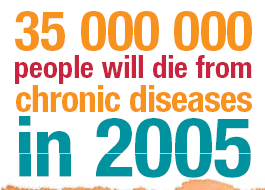 35 000 000
people will die from
chronic diseases
in 2005